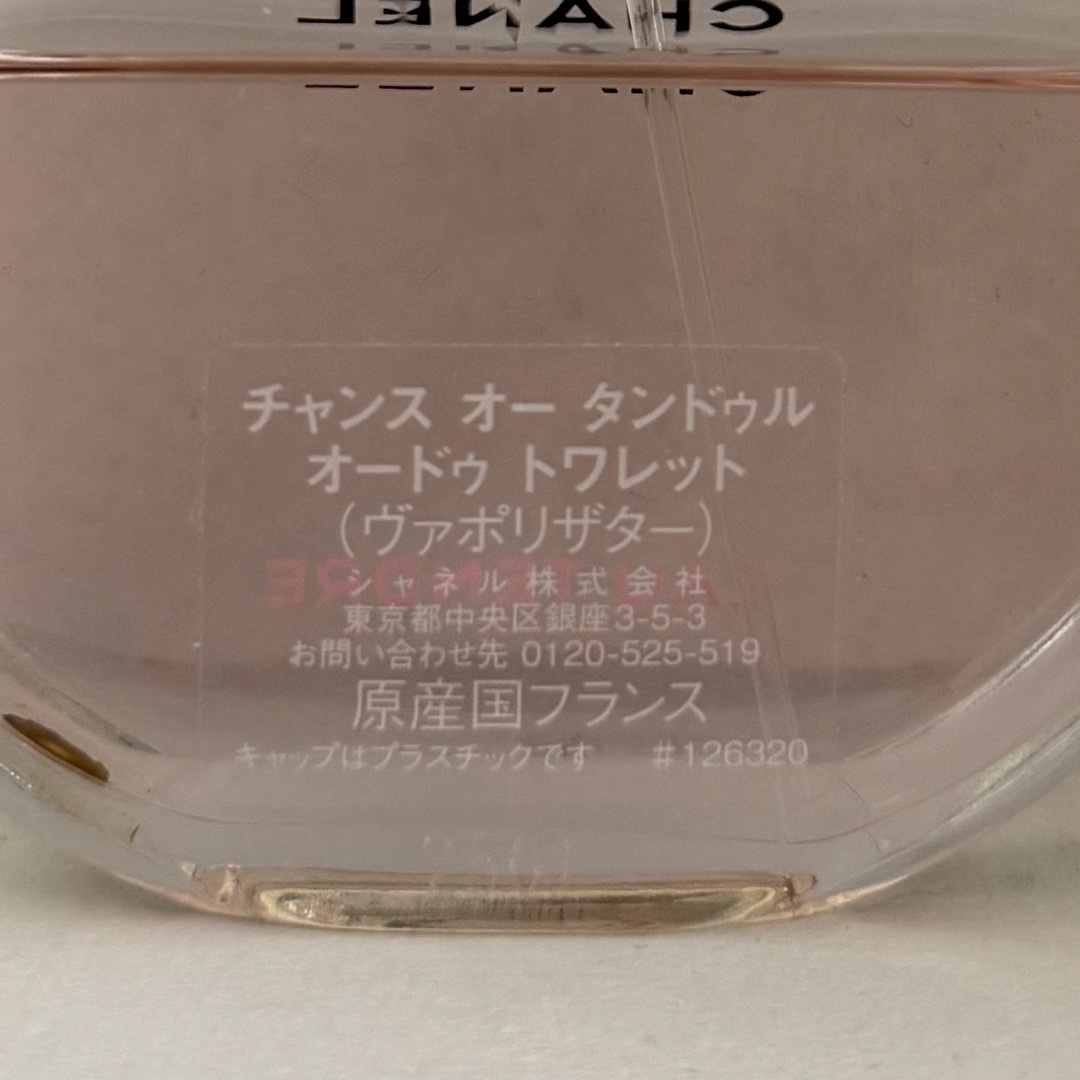 CHANEL
チャンス オー タンドゥル
オードゥ トワレット
(ヴァポリザター)
EAU TENDRE
シャネル株式会社
東京都中央区銀座3-5-3
お問い合わせ先 0120-525-519
原産国フランス
キャップはプラスチックです #126320